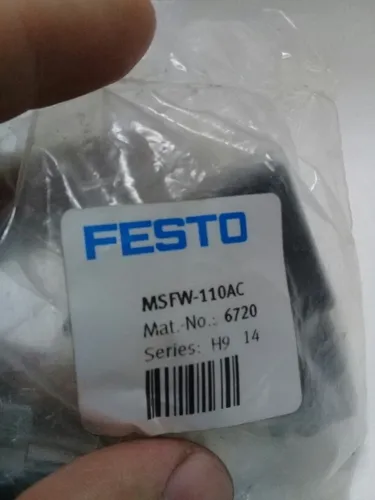 FESTO
MSFW-110AC
Mat.-No.: 6720
Series: H9 14